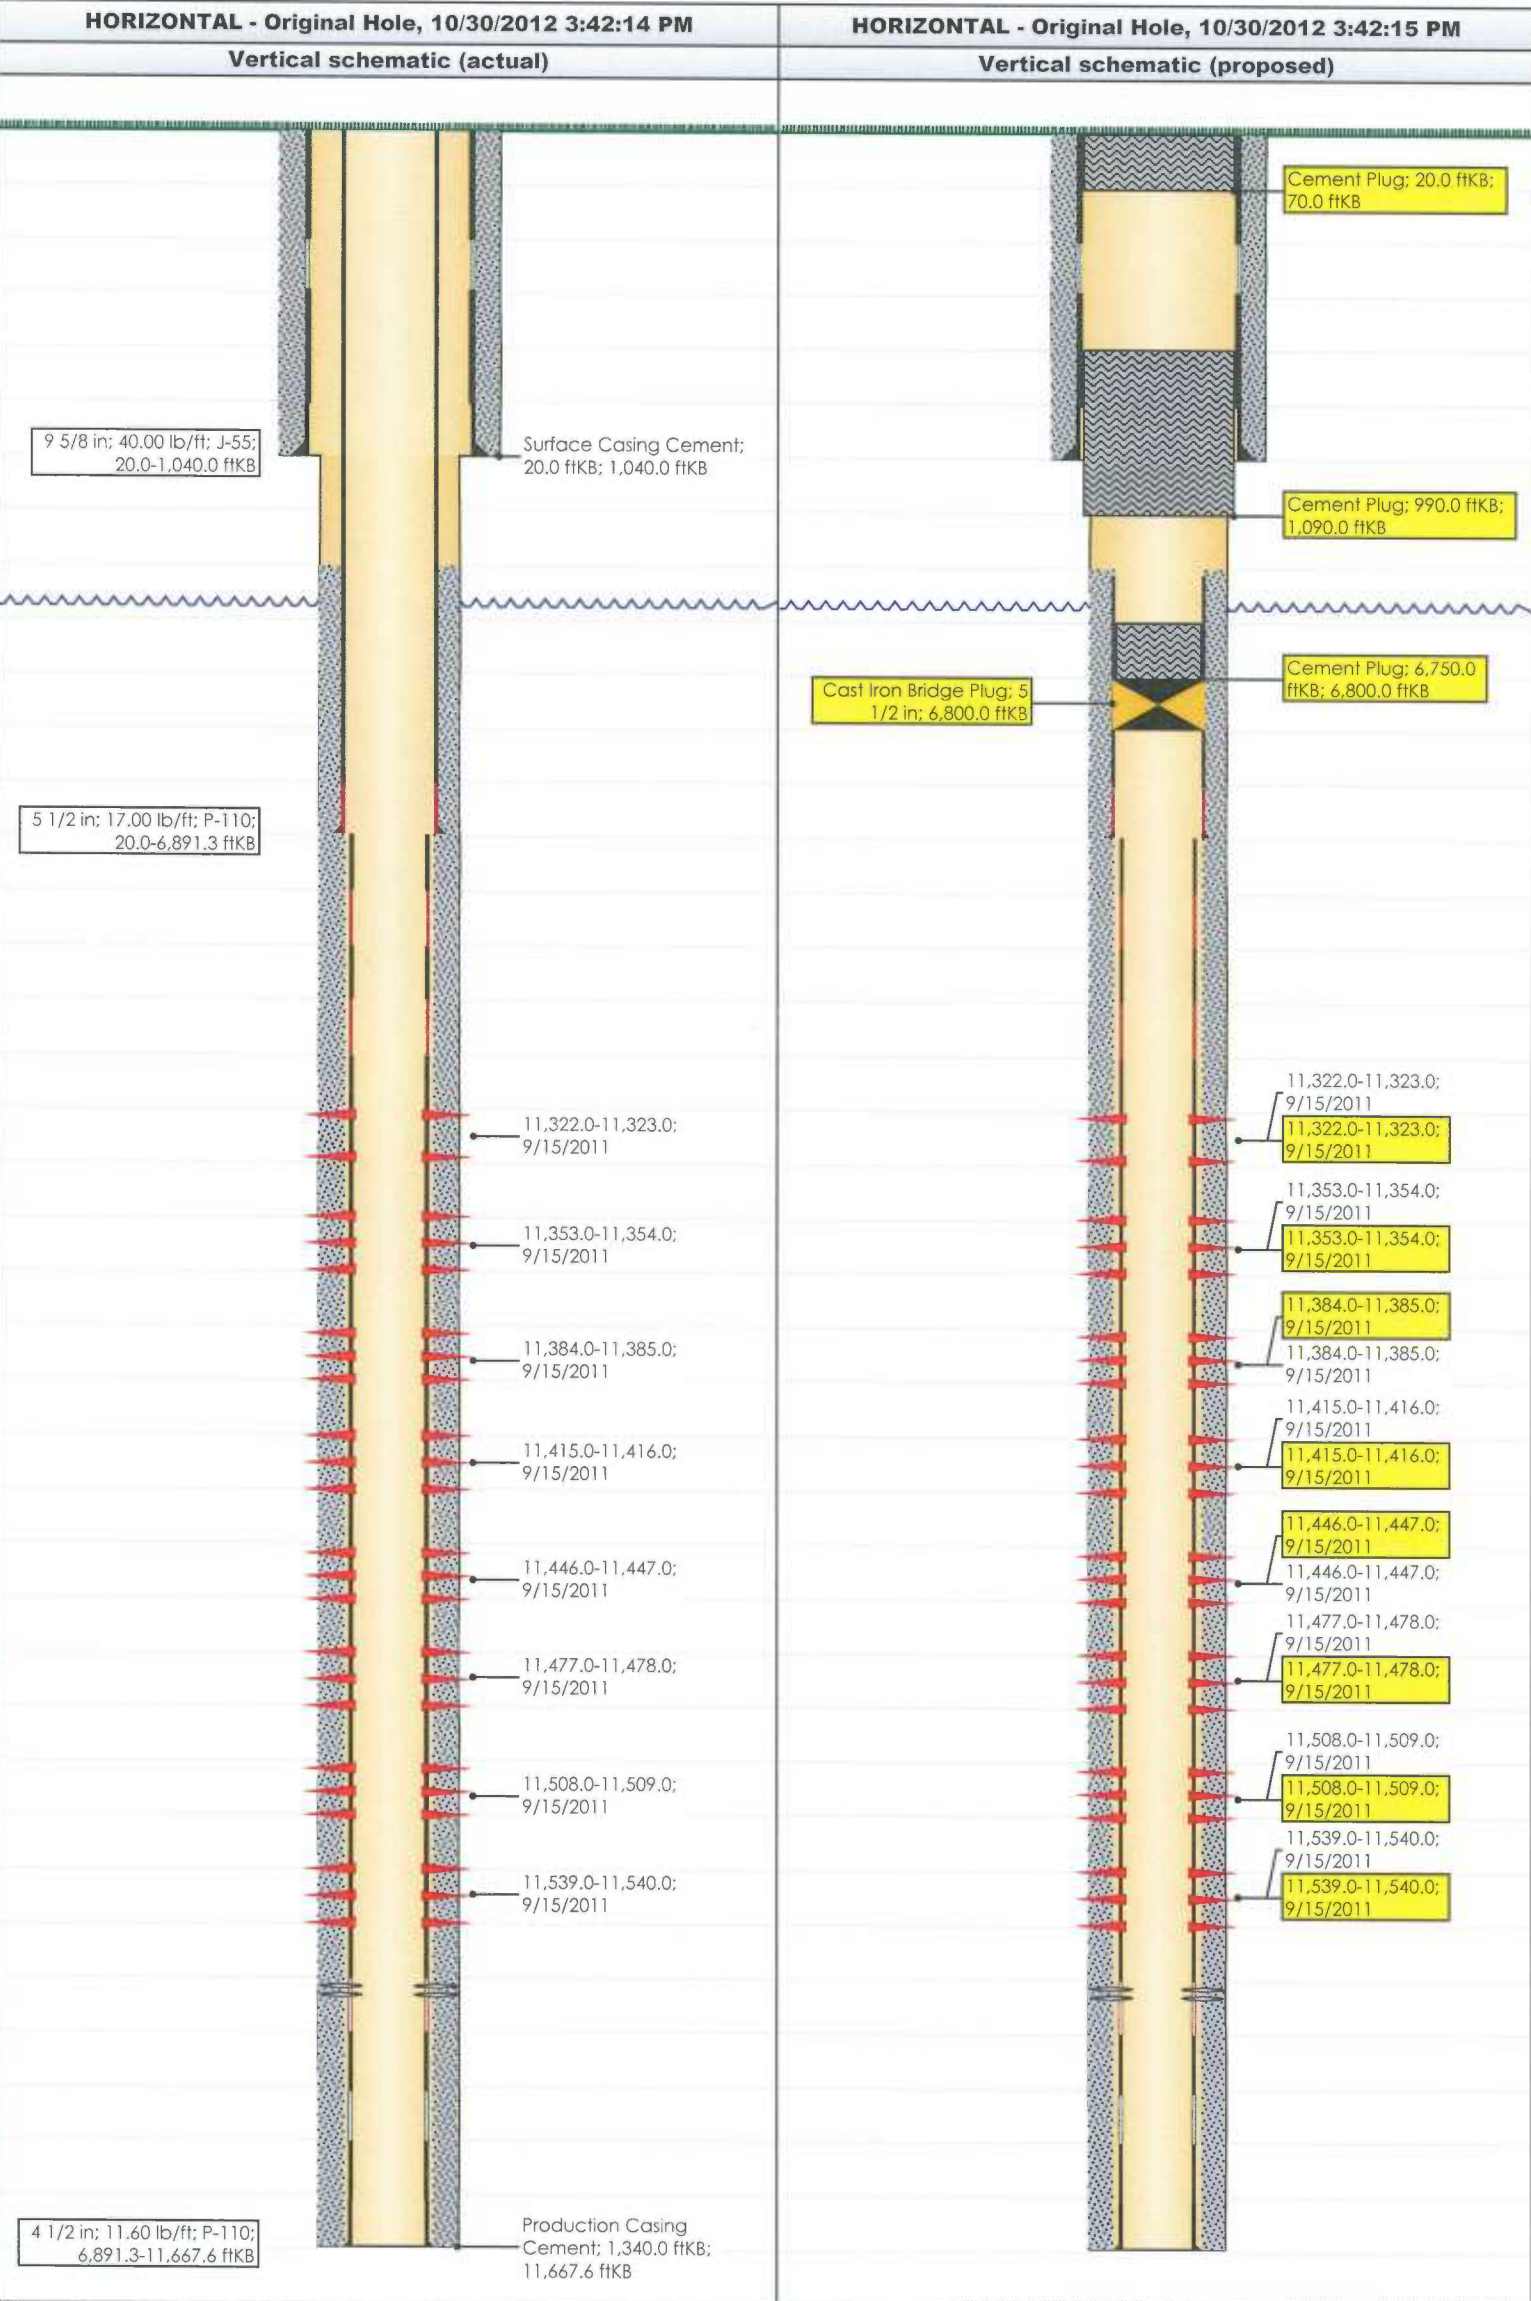 HORIZONTAL - Original Hole, 10/30/2012 3:42:14 PM
Vertical schematic (actual)
9 5/8 in; 40.00 lb/ft; J-55;
20.0-1,040.0 ftKB
Surface Casing Cement;
20.0 ftKB; 1,040.0 ftKB
5 1/2 in; 17.00 lb/ft; P-110;
20.0-6,891.3 ftKB
11,322.0-11,323.0;
9/15/2011
11,353.0-11,354.0;
9/15/2011
11,384.0-11,385.0;
9/15/2011
11,415.0-11,416.0;
9/15/2011
11,446.0-11,447.0;
9/15/2011
11,477.0-11,478.0;
9/15/2011
11,508.0-11,509.0;
9/15/2011
11,539.0-11,540.0;
9/15/2011
4 1/2 in; 11.60 lb/ft; P-110;
6,891.3-11,667.6 ftKB
Production Casing
Cement; 1,340.0 ftKB;
11,667.6 ftKB
HORIZONTAL - Original Hole, 10/30/2012 3:42:15 PM
Vertical schematic (proposed)
Cement Plug; 20.0 ftKB;
70.0 ftKB
Cement Plug; 990.0 ftKB;
1,090.0 ftKB
Cast Iron Bridge Plug; 5
1/2 in; 6,800.0 ftKB
Cement Plug; 6,750.0
ftKB; 6,800.0 ftKB
11,322.0-11,323.0;
9/15/2011
11,322.0-11,323.0;
9/15/2011
11,353.0-11,354.0;
9/15/2011
11,353.0-11,354.0;
9/15/2011
11,384.0-11,385.0;
9/15/2011
11,384.0-11,385.0;
9/15/2011
11,415.0-11,416.0;
9/15/2011
11,415.0-11,416.0;
9/15/2011
11,446.0-11,447.0;
9/15/2011
11,446.0-11,447.0;
9/15/2011
11,477.0-11,478.0;
9/15/2011
11,477.0-11,478.0;
9/15/2011
11,508.0-11,509.0;
9/15/2011
11,508.0-11,509.0;
9/15/2011
11,539.0-11,540.0;
9/15/2011
11,539.0-11,540.0;
9/15/2011